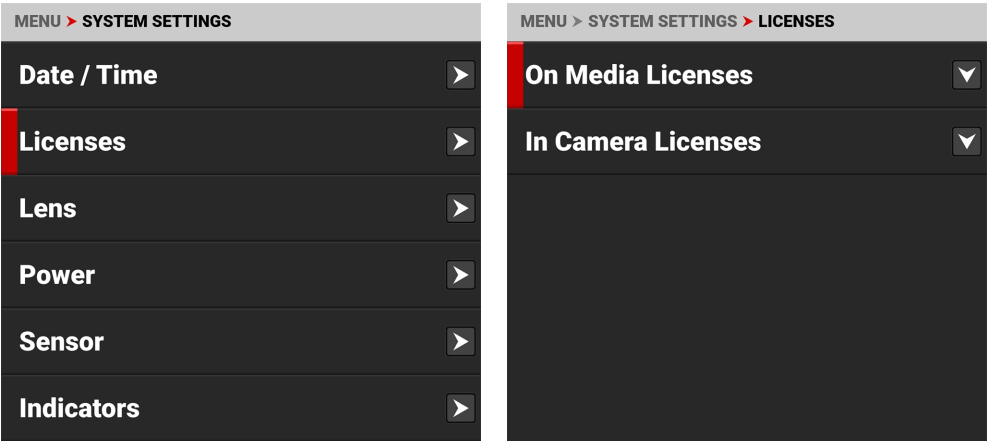 MENU > SYSTEM SETTINGS
Date / Time
Licenses
Lens
Power
Sensor
Indicators
MENU > SYSTEM SETTINGS > LICENSES
On Media Licenses
In Camera Licenses